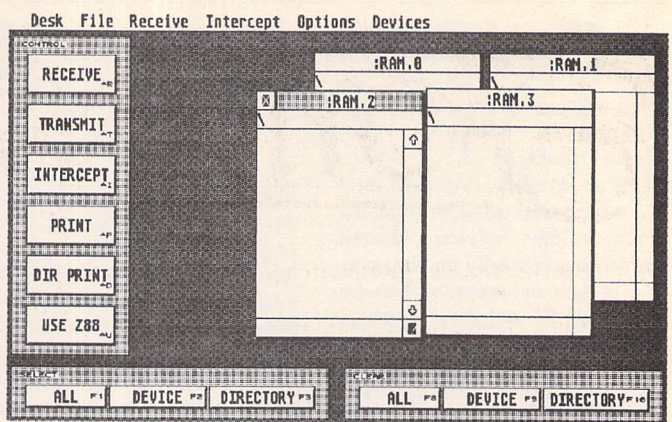 Desk File Receive Intercept Options Devices
CONTROL
RECEIVE ^R
TRANSMIT ^T
INTERCEPT ^I
PRINT ^P
DIR PRINT ^D
USE Z88 ^U
:RAM.0
\
:RAM.1
\
:RAM.2
\
:RAM.3
\
SELECT
ALL F1 DEVICE F2 DIRECTORY F3
CLEAR
ALL F8 DEVICE F9 DIRECTORY F10